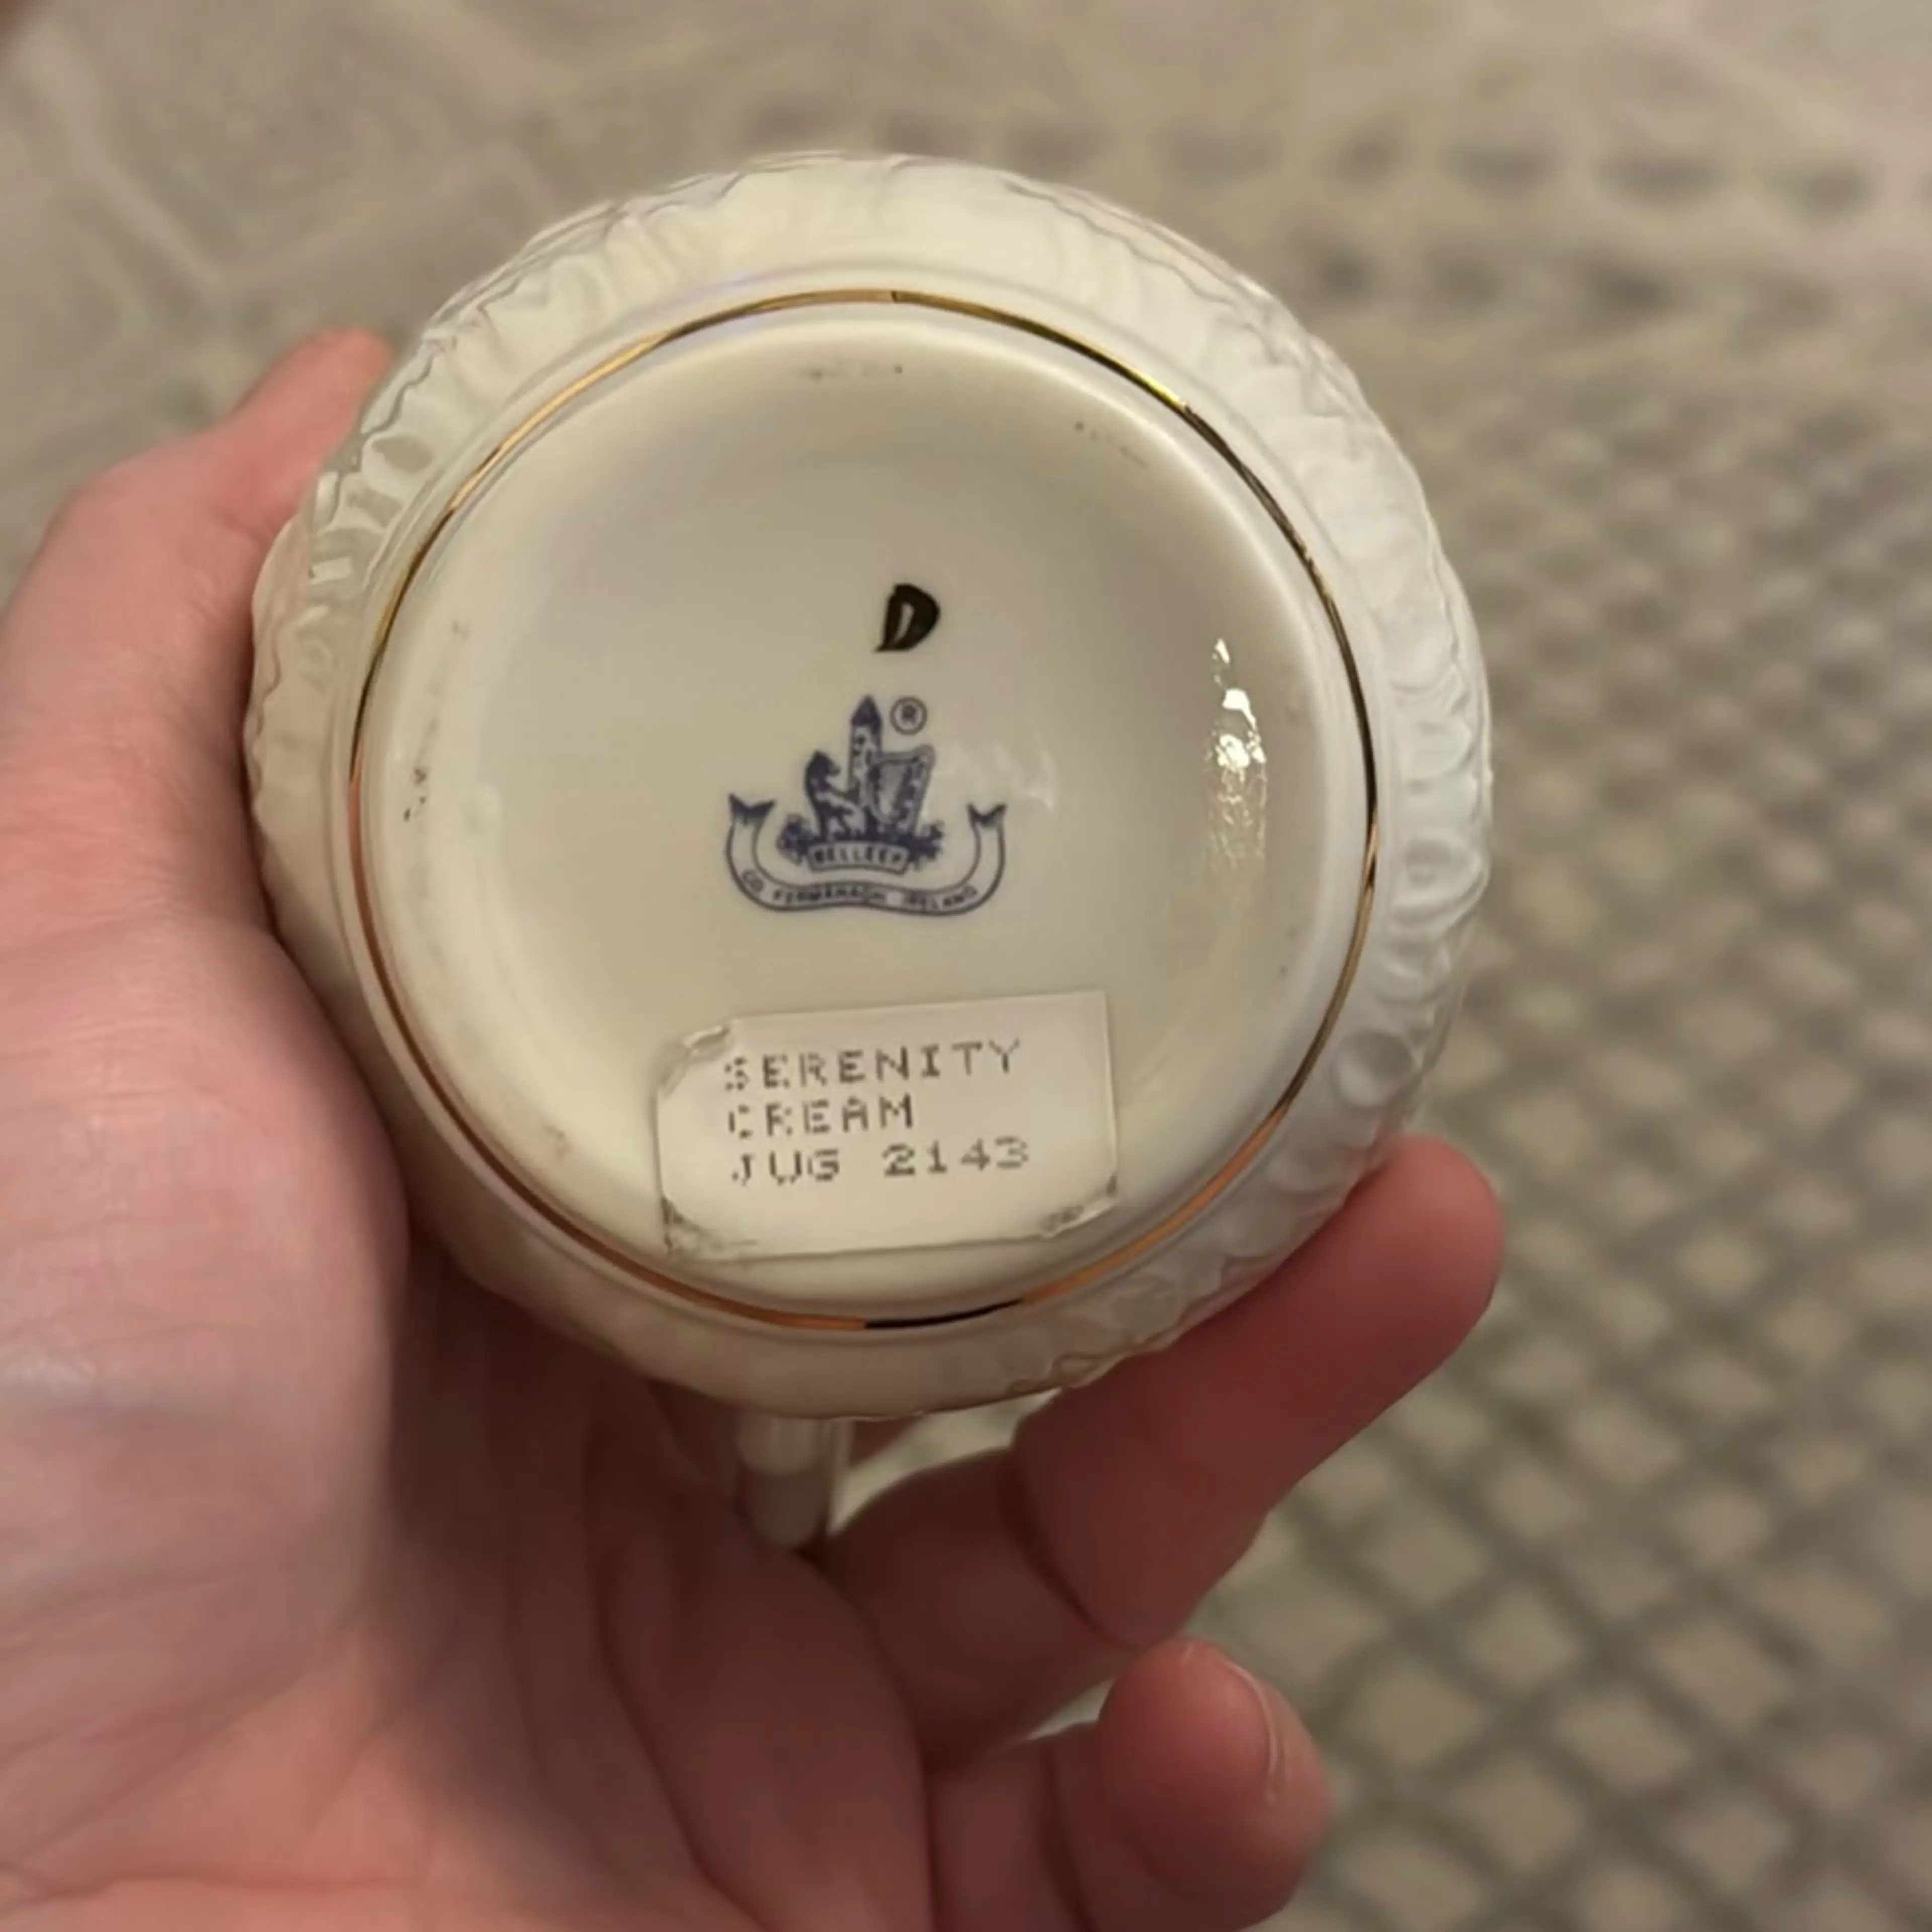 D
®
BELLEEK
CO. FERMANAGH, IRELAND
SERENITY
CREAM
JUG 2143